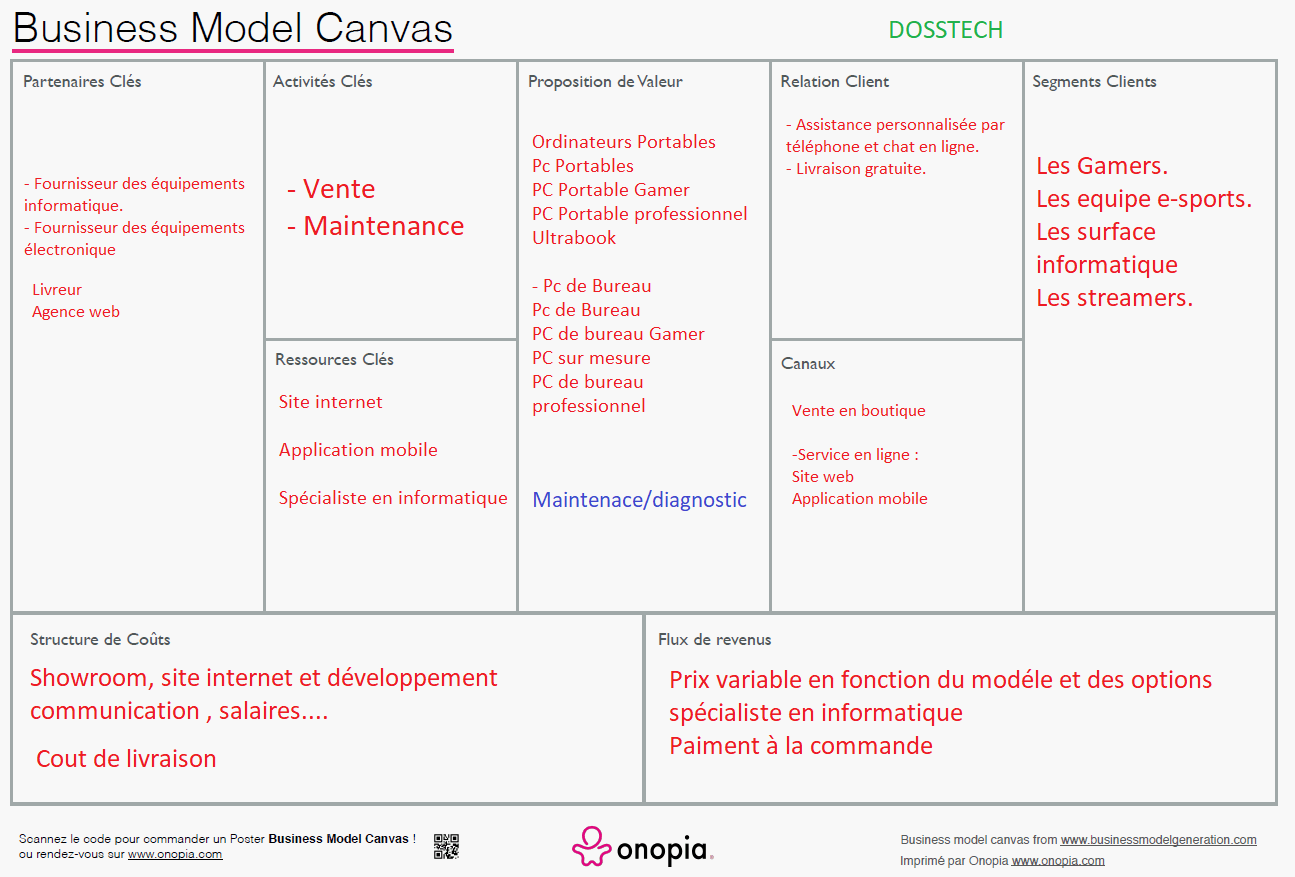 Business Model Canvas
DOSSTECH
Partenaires Clés
- Fournisseur des équipements
informatique.
- Fournisseur des équipements
électronique
Livreur
Agence web
Activités Clés
- Vente
- Maintenance
Ressources Clés
Site internet
Application mobile
Spécialiste en informatique
Proposition de Valeur
Ordinateurs Portables
Pc Portables
PC Portable Gamer
PC Portable professionnel
Ultrabook
- Pc de Bureau
Pc de Bureau
PC de bureau Gamer
PC sur mesure
PC de bureau
professionnel
Maintenace/diagnostic
Relation Client
- Assistance personnalisée par
téléphone et chat en ligne.
- Livraison gratuite.
Canaux
Vente en boutique
-Service en ligne :
Site web
Application mobile
Segments Clients
Les Gamers.
Les equipe e-sports.
Les surface
informatique
Les streamers.
Structure de Coûts
Showroom, site internet et développement
communication , salaires....
Cout de livraison
Flux de revenus
Prix variable en fonction du modéle et des options
spécialiste en informatique
Paiment à la commande
Scannez le code pour commander un Poster Business Model Canvas !
ou rendez-vous sur www.onopia.com
onopia.
Business model canvas from www.businessmodelgeneration.com
Imprimé par Onopia www.onopia.com